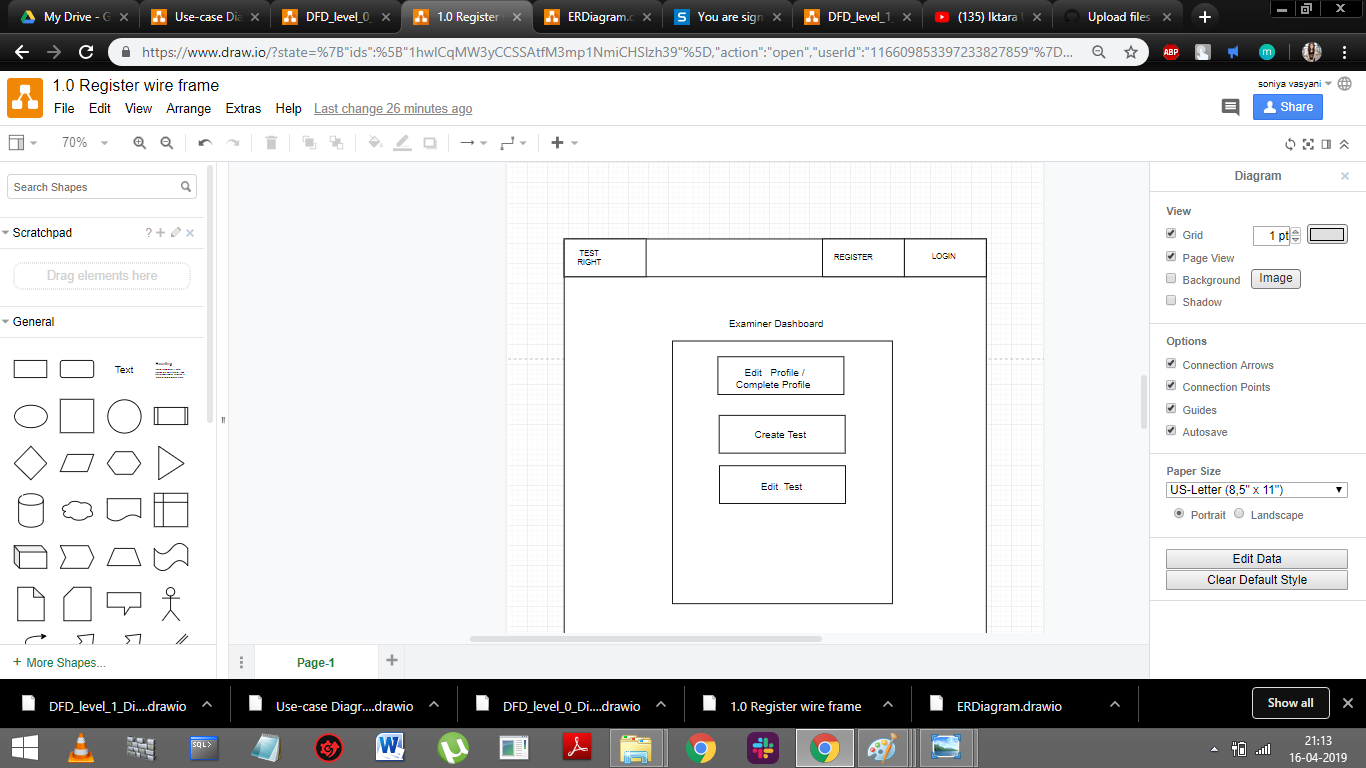 My Drive - G
Use-case Dia
DFD_level_0_
1.0 Register
ERDiagram.c
You are sign
DFD_level_1_
(135) Iktara
Upload files
https://www.draw.io/?state=%7B"ids":%5B"1hwlCqMW3yCCSSAtfM3mp1NmiCHSlzh39"%5D,"action":"open","userId":"116609853397233827859"%7D...
ABP
m
1.0 Register wire frame
soniya vasyani
File Edit View Arrange Extras Help Last change 26 minutes ago
Share
70%
Search Shapes
Scratchpad
?
Drag elements here
General
Text
Heading
+ More Shapes...
TEST
RIGHT
REGISTER
LOGIN
Examiner Dashboard
Edit Profile /
Complete Profile
Create Test
Edit Test
Page-1
Diagram
View
Grid
1 pt
Page View
Background
Image
Shadow
Options
Connection Arrows
Connection Points
Guides
Autosave
Paper Size
US-Letter (8,5" x 11")
Portrait
Landscape
Edit Data
Clear Default Style
DFD_level_1_Di....drawio
Use-case Diagr....drawio
DFD_level_0_Di....drawio
1.0 Register wire frame
ERDiagram.drawio
Show all
SQL>
W
21:13
16-04-2019